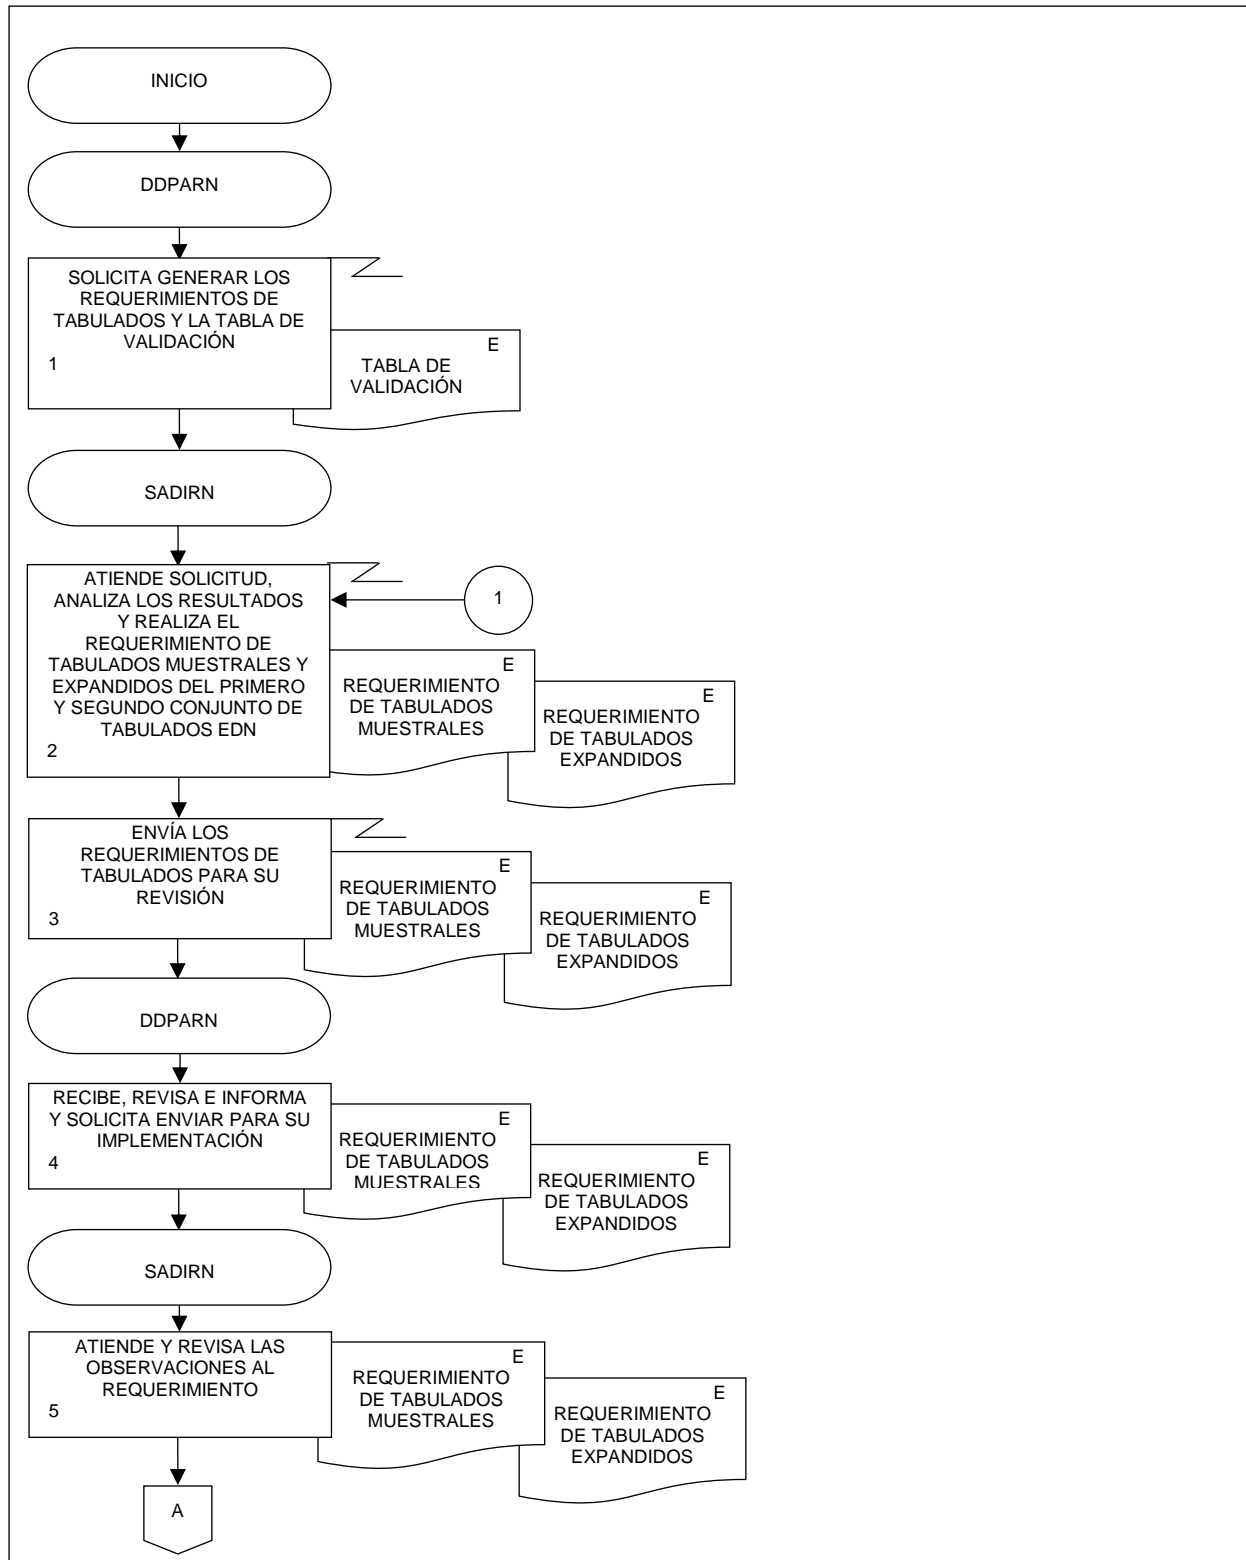 INICIO
DDPARN
SOLICITA GENERAR LOS
REQUERIMIENTOS DE
TABULADOS Y LA TABLA DE
VALIDACIÓN
1
E
TABLA DE
VALIDACIÓN
SADIRN
ATIENDE SOLICITUD,
ANALIZA LOS RESULTADOS
Y REALIZA EL
REQUERIMIENTO DE
TABULADOS MUESTRALES Y
EXPANDIDOS DEL PRIMERO
Y SEGUNDO CONJUNTO DE
TABULADOS EDN
2
1
E
REQUERIMIENTO
DE TABULADOS
MUESTRALES
E
REQUERIMIENTO
DE TABULADOS
EXPANDIDOS
ENVÍA LOS
REQUERIMIENTOS DE
TABULADOS PARA SU
REVISIÓN
3
E
REQUERIMIENTO
DE TABULADOS
MUESTRALES
E
REQUERIMIENTO
DE TABULADOS
EXPANDIDOS
DDPARN
RECIBE, REVISA E INFORMA
Y SOLICITA ENVIAR PARA SU
IMPLEMENTACIÓN
4
E
REQUERIMIENTO
DE TABULADOS
MUESTRALES
E
REQUERIMIENTO
DE TABULADOS
EXPANDIDOS
SADIRN
ATIENDE Y REVISA LAS
OBSERVACIONES AL
REQUERIMIENTO
5
E
REQUERIMIENTO
DE TABULADOS
MUESTRALES
E
REQUERIMIENTO
DE TABULADOS
EXPANDIDOS
A